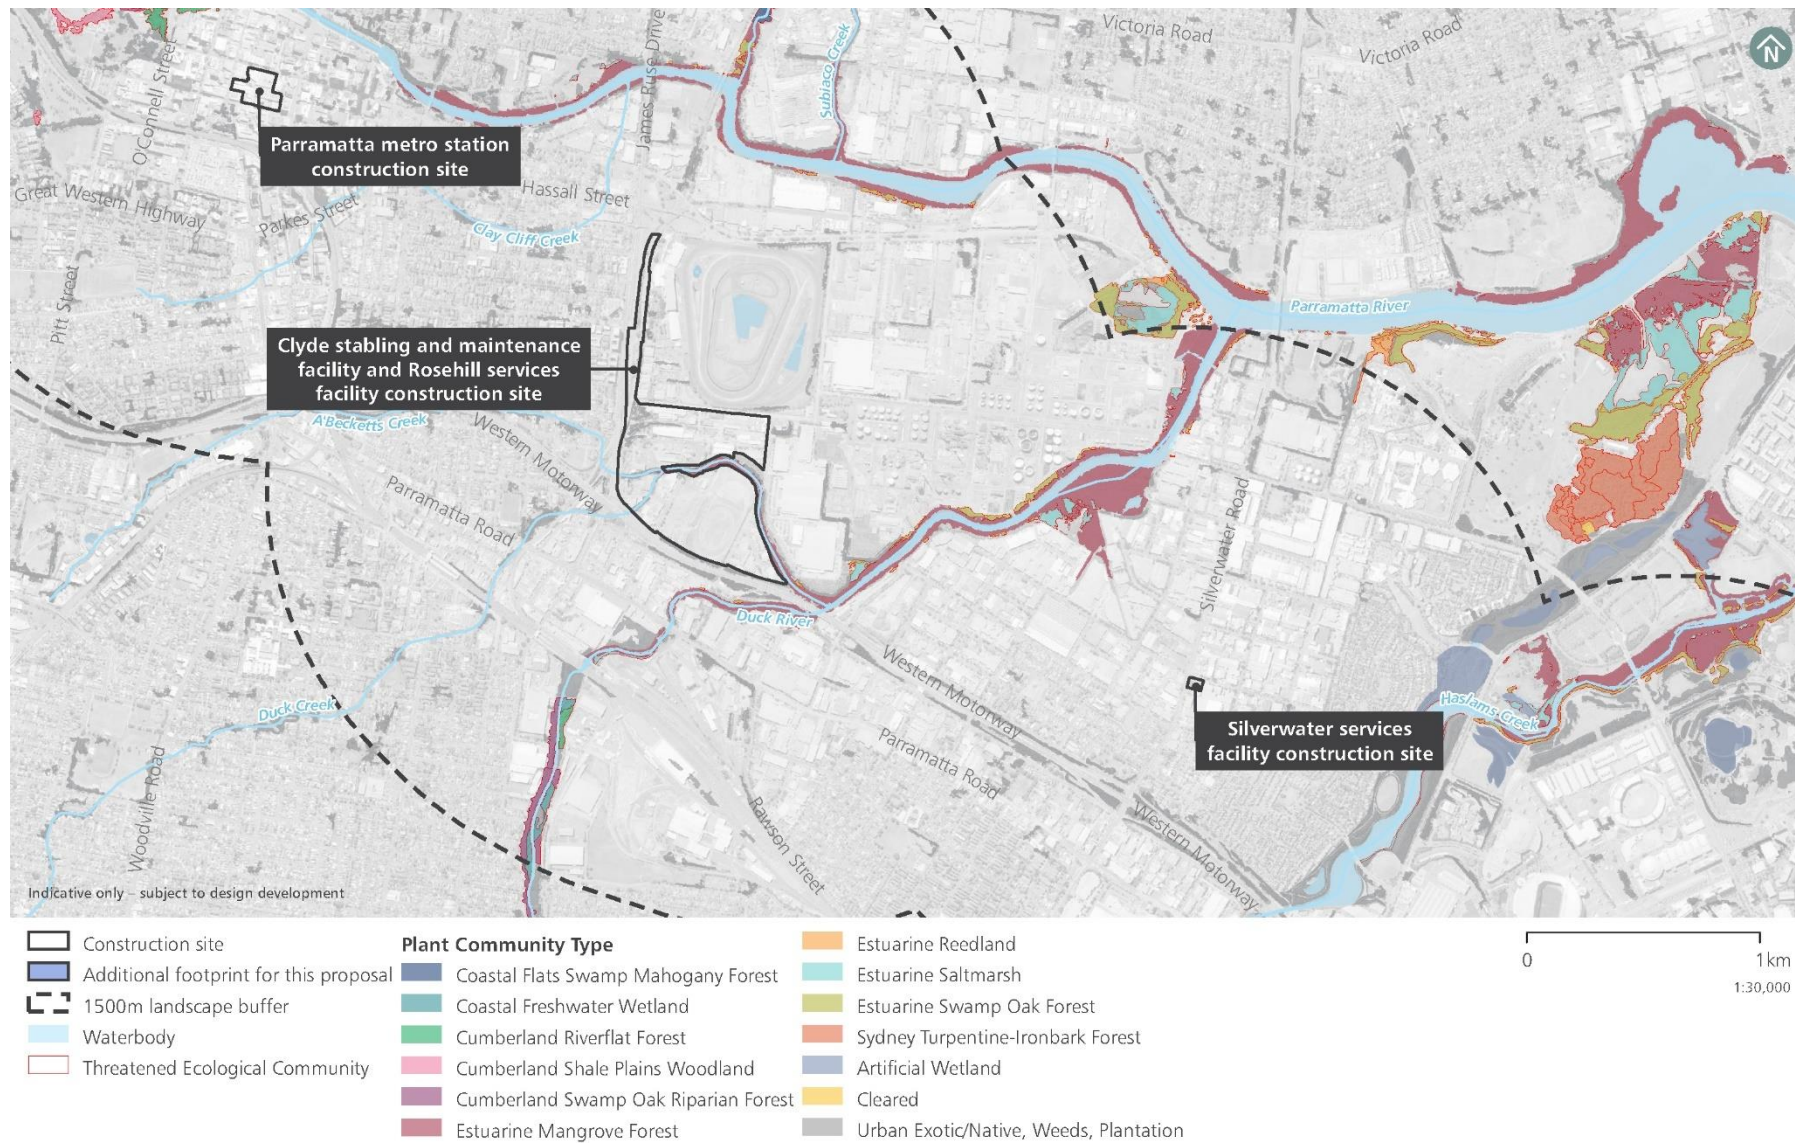 Victoria Road
Victoria Road
N
O'Connell Street
James Ruse Drive
Subiaco Creek
Parramatta metro station
construction site
Great Western Highway
Parkes Street
Hassall Street
Clay Cliff Creek
Pitt Street
Parramatta River
Clyde stabling and maintenance
facility and Rosehill services
facility construction site
A'Becketts Creek
Western Motorway
Parramatta Road
Silverwater Road
Duck River
Duck Creek
Western Motorway
Haslams Creek
Silverwater services
facility construction site
Woodville Road
Parramatta Road
Rawson Street
Western Motorway
Indicative only – subject to design development
Construction site
Additional footprint for this proposal
1500m landscape buffer
Waterbody
Threatened Ecological Community
Plant Community Type
Coastal Flats Swamp Mahogany Forest
Coastal Freshwater Wetland
Cumberland Riverflat Forest
Cumberland Shale Plains Woodland
Cumberland Swamp Oak Riparian Forest
Estuarine Mangrove Forest
Estuarine Reedland
Estuarine Saltmarsh
Estuarine Swamp Oak Forest
Sydney Turpentine-Ironbark Forest
Artificial Wetland
Cleared
Urban Exotic/Native, Weeds, Plantation
0 1km
1:30,000